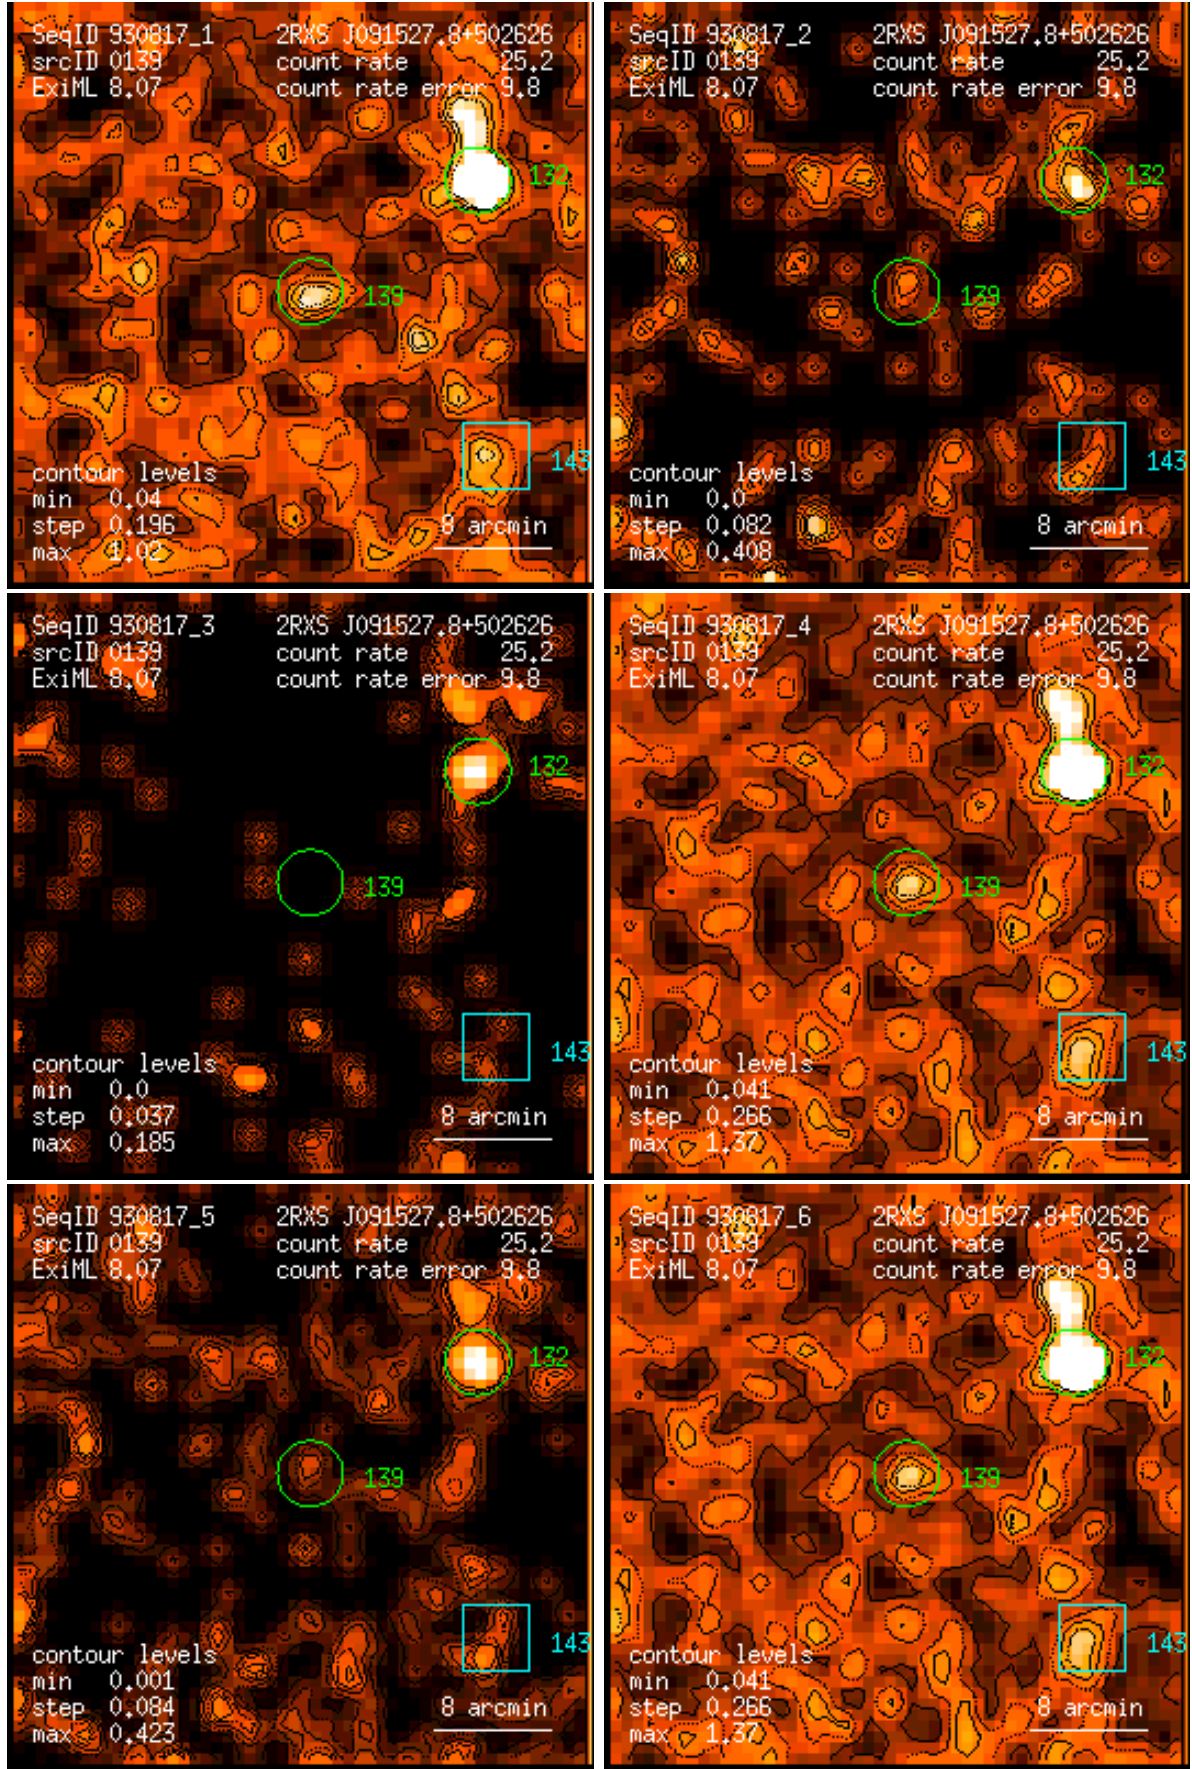 SeqID 930817_1 2RXS J091527.8+502626
srcID 0139 count rate 25.2
ExiML 8.07 count rate error 9.8
132
139
143
contour levels
min 0.04
step 0.196
max 1.02
8 arcmin
SeqID 930817_2 2RXS J091527.8+502626
srcID 0139 count rate 25.2
ExiML 8.07 count rate error 9.8
132
139
143
contour levels
min 0.0
step 0.082
max 0.408
8 arcmin
SeqID 930817_3 2RXS J091527.8+502626
srcID 0139 count rate 25.2
ExiML 8.07 count rate error 9.8
132
139
143
contour levels
min 0.0
step 0.037
max 0.185
8 arcmin
SeqID 930817_4 2RXS J091527.8+502626
srcID 0139 count rate 25.2
ExiML 8.07 count rate error 9.8
132
139
143
contour levels
min 0.041
step 0.266
max 1.37
8 arcmin
SeqID 930817_5 2RXS J091527.8+502626
srcID 0139 count rate 25.2
ExiML 8.07 count rate error 9.8
132
139
143
contour levels
min 0.001
step 0.084
max 0.423
8 arcmin
SeqID 930817_6 2RXS J091527.8+502626
srcID 0139 count rate 25.2
ExiML 8.07 count rate error 9.8
132
139
143
contour levels
min 0.041
step 0.266
max 1.37
8 arcmin